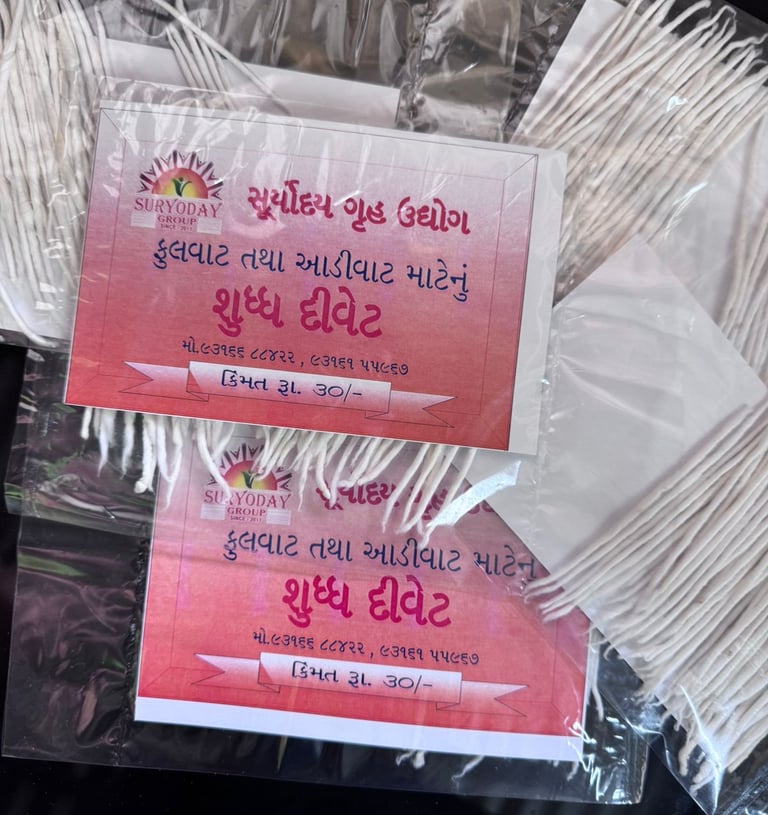 SURYODAY
GROUP
SINCE : 2011
સૂર્યોદય ગૃહ ઉદ્યોગ
ફુલવાટ તથા આડીવાટ માટેનું
શુધ્ધ દીવેટ
મો.૯૩૧૬૬ ૮૮૪૨૨ , ૯૩૧૬૧ ૫૫૯૬૭
કિંમત રૂા. ૩૦/-
SURYODAY
GROUP
SINCE : 2011
સૂર્યોદય
ફુલવાટ તથા આડીવાટ માટેનું
શુધ્ધ દીવેટ
મો.૯૩૧૬૬ ૮૮૪૨૨ , ૯૩૧૬૧ ૫૫૯૬૭
કિંમત રૂા. ૩૦/-